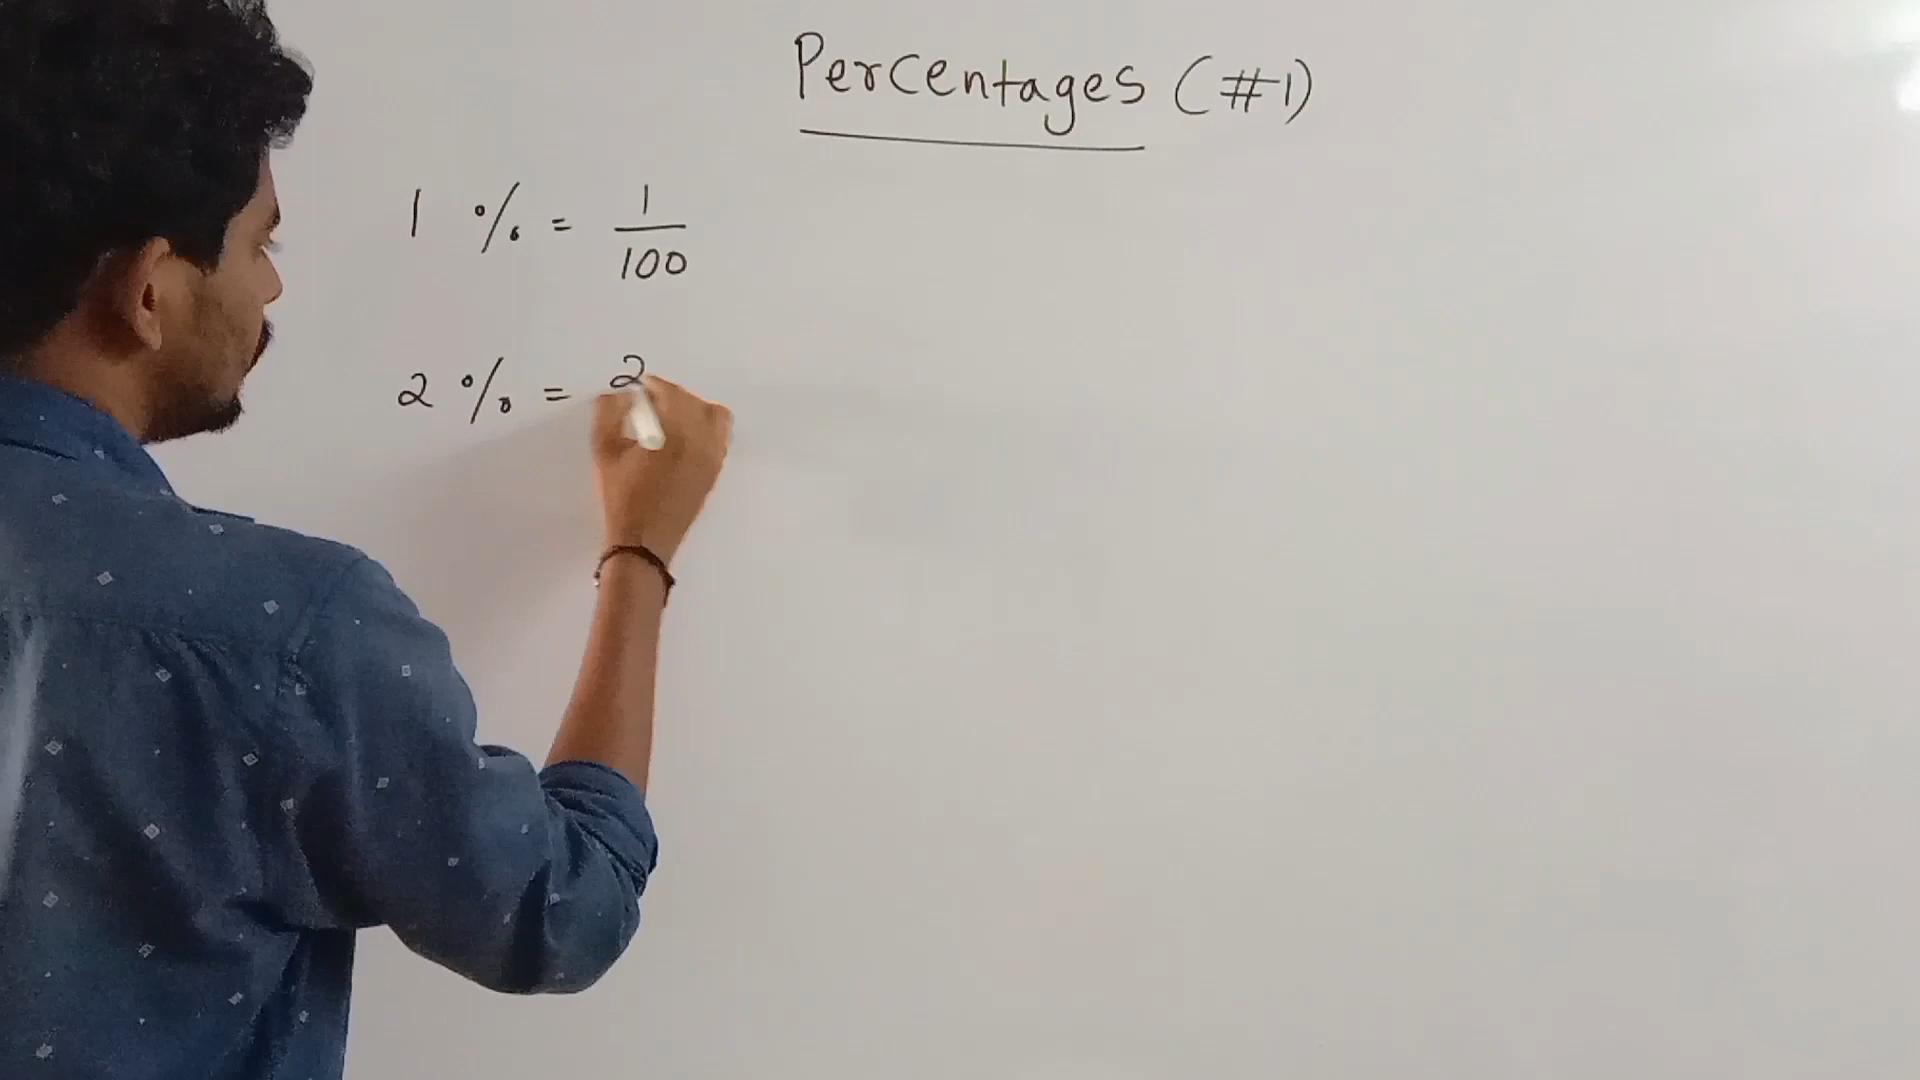 Percentages (#1)
1 % = 1/100
2 % = 2